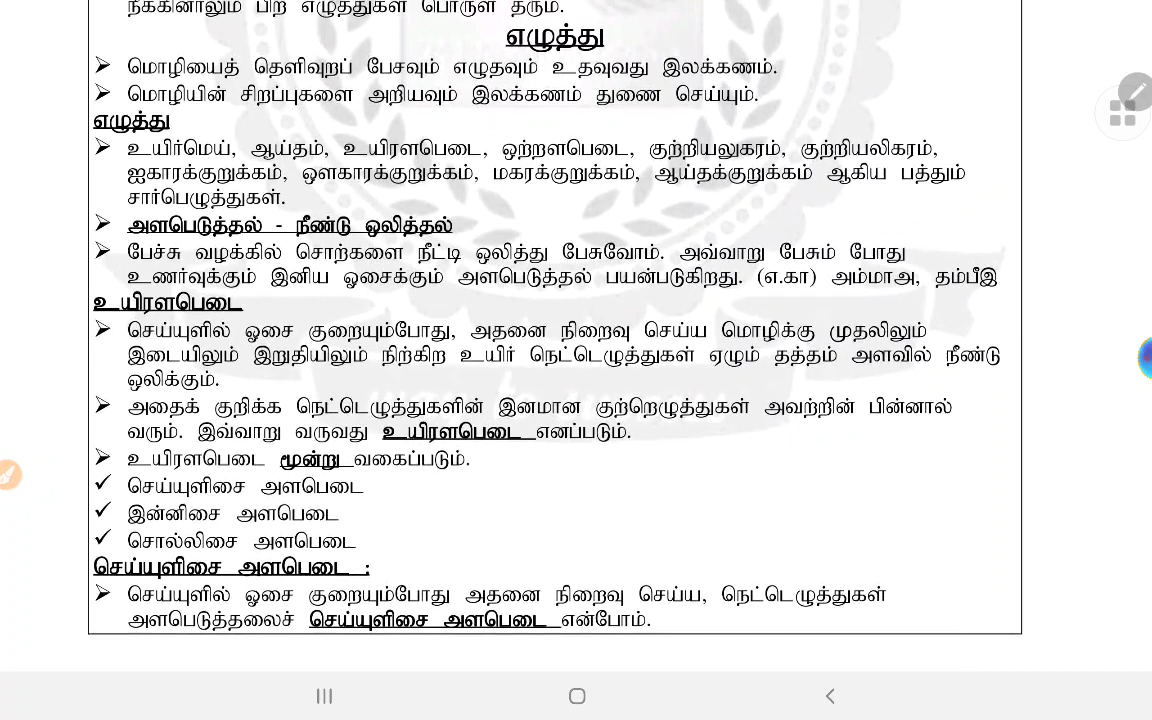 நீக்கினாலும் பிற எழுத்துகள் பொருள் தரும்.
எழுத்து
➢ மொழியைத் தெளிவுறப் பேசவும் எழுதவும் உதவுவது இலக்கணம்.
➢ மொழியின் சிறப்புகளை அறியவும் இலக்கணம் துணை செய்யும்.
எழுத்து
➢ உயிர்மெய், ஆய்தம், உயிரளபெடை, ஒற்றளபெடை, குற்றியலுகரம், குற்றியலிகரம்,
ஐகாரக்குறுக்கம், ஔகாரக்குறுக்கம், மகரக்குறுக்கம், ஆய்தக்குறுக்கம் ஆகிய பத்தும்
சார்பெழுத்துகள்.
➢ அளபெடுத்தல் - நீண்டு ஒலித்தல்
➢ பேச்சு வழக்கில் சொற்களை நீட்டி ஒலித்து பேசுவோம். அவ்வாறு பேசும் போது
உணர்வுக்கும் இனிய ஓசைக்கும் அளபெடுத்தல் பயன்படுகிறது. (எ.கா) அம்மாஅ, தம்பீஇ
உயிரளபெடை
➢ செய்யுளில் ஓசை குறையும்போது, அதனை நிறைவு செய்ய மொழிக்கு முதலிலும்
இடையிலும் இறுதியிலும் நிற்கிற உயிர் நெட்டெழுத்துகள் ஏழும் தத்தம் அளவில் நீண்டு
ஒலிக்கும்.
➢ அதைக் குறிக்க நெட்டெழுத்துகளின் இனமான குற்றெழுத்துகள் அவற்றின் பின்னால்
வரும். இவ்வாறு வருவது உயிரளபெடை எனப்படும்.
➢ உயிரளபெடை மூன்று வகைப்படும்.
✓ செய்யுளிசை அளபெடை
✓ இன்னிசை அளபெடை
✓ சொல்லிசை அளபெடை
செய்யுளிசை அளபெடை :
➢ செய்யுளில் ஓசை குறையும்போது அதனை நிறைவு செய்ய, நெட்டெழுத்துகள்
அளபெடுத்தலைச் செய்யுளிசை அளபெடை என்போம்.